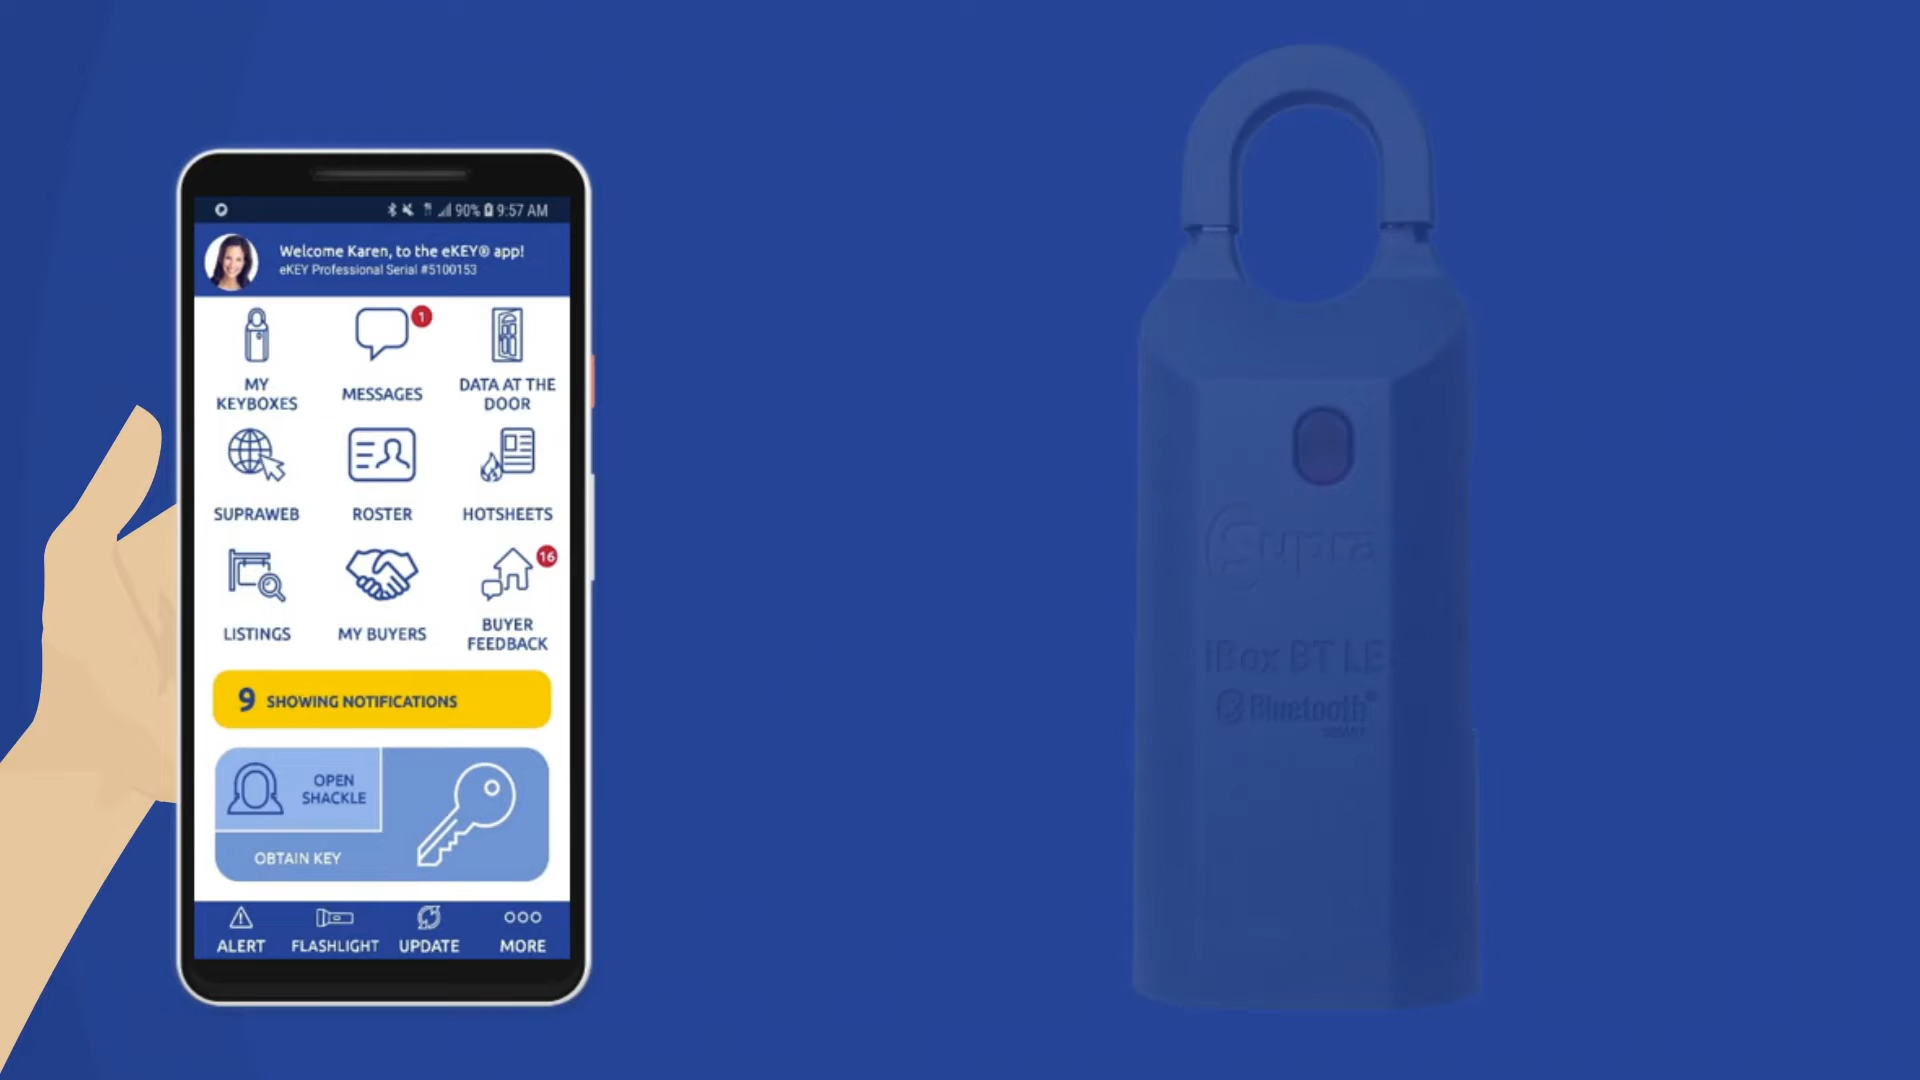 90% 9:57 AM
Welcome Karen, to the eKEY® app!
eKEY Professional Serial #5100153
MY
KEYBOXES
MESSAGES
1
DATA AT THE
DOOR
SUPRAWEB
ROSTER
HOTSHEETS
LISTINGS
MY BUYERS
16
BUYER
FEEDBACK
9 SHOWING NOTIFICATIONS
OPEN
SHACKLE
OBTAIN KEY
ALERT
FLASHLIGHT
UPDATE
MORE
Supra
iBox BT LE
Bluetooth®
SMART